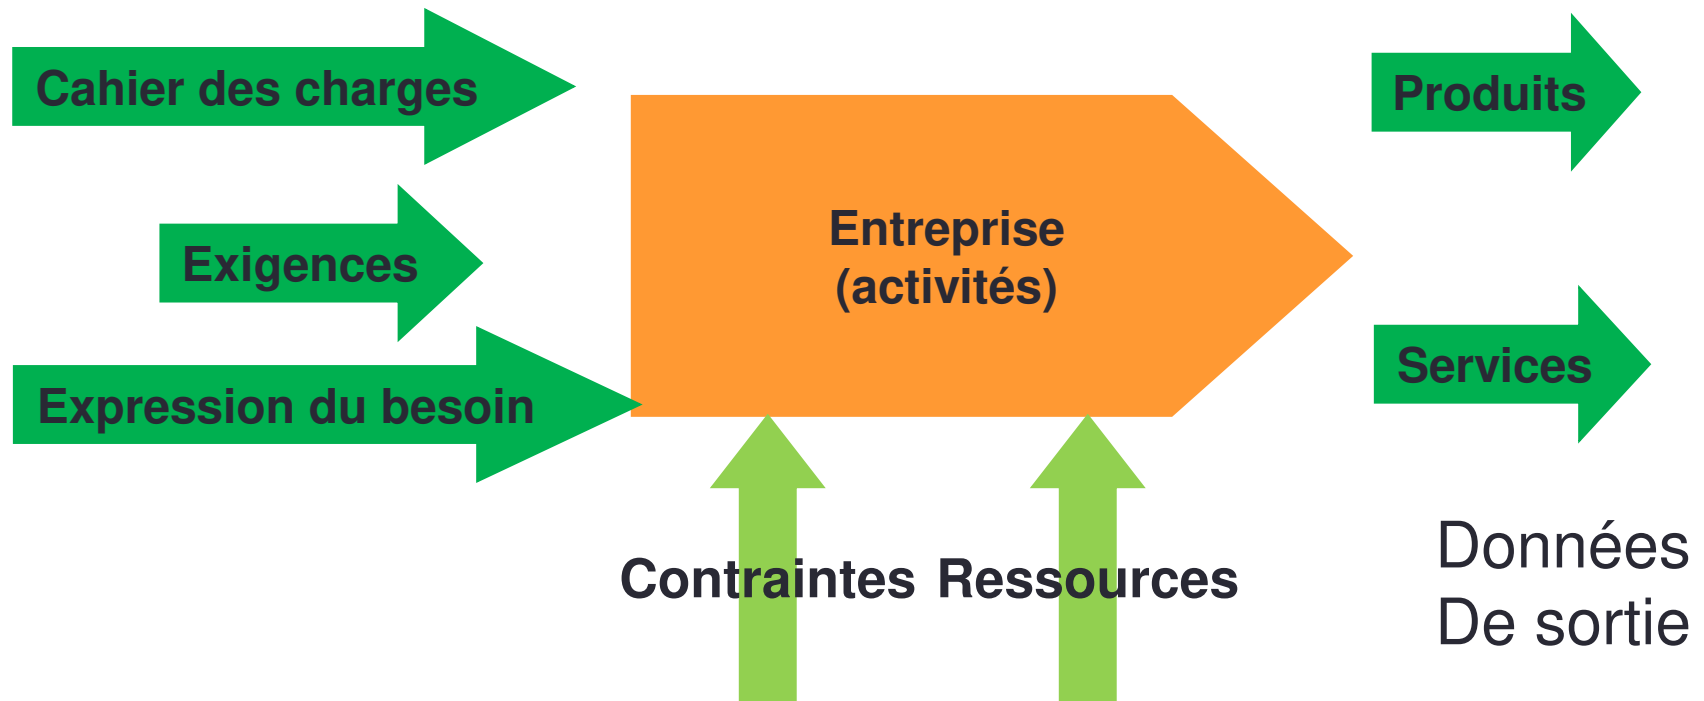 Cahier des charges
Exigences
Expression du besoin
Entreprise
(activités)
Produits
Services
Contraintes
Ressources
Données
De sortie